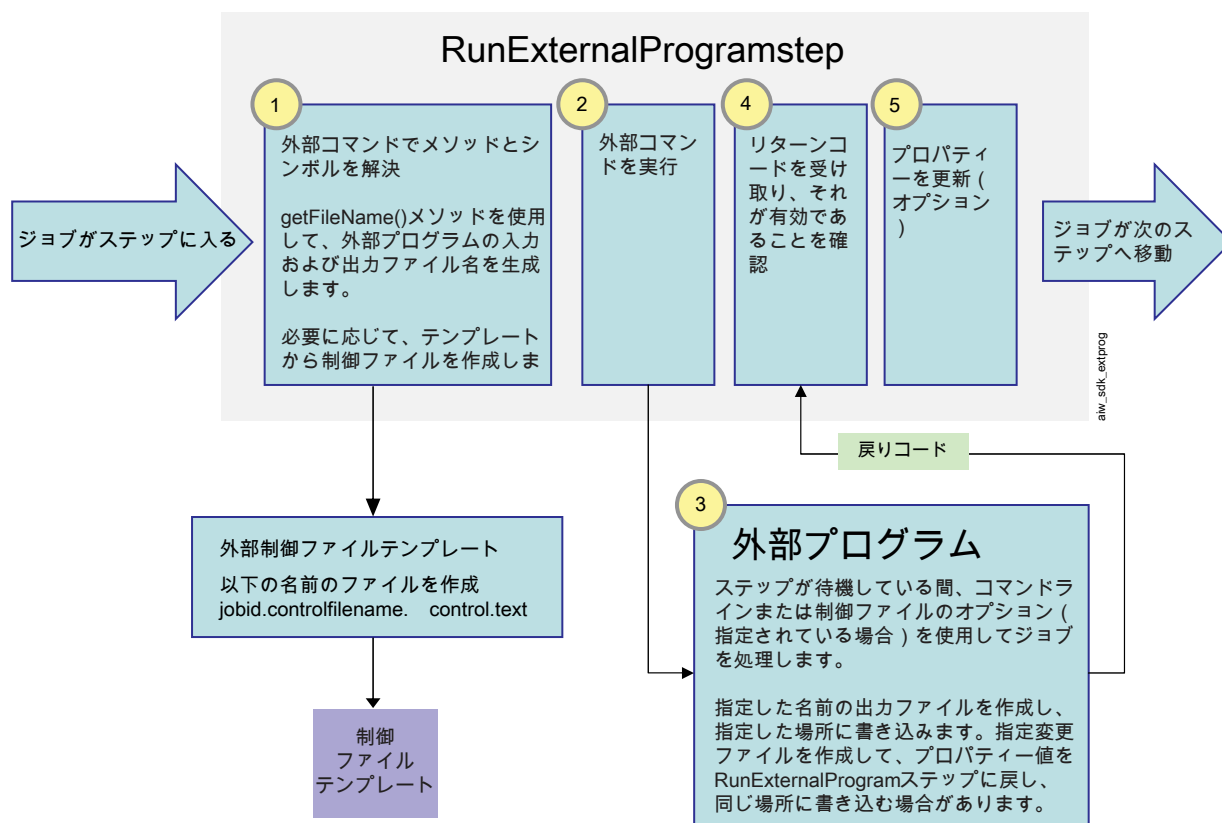 RunExternalProgramstep
ジョブがステップに入る
1
外部コマンドでメソッドとシ
ンボルを解決
getFileName()メソッドを使用
して、外部プログラムの入力
および出力ファイル名を生成
します。
必要に応じて、テンプレート
から制御ファイルを作成しま
2
外部コマン
ドを実行
4
リターンコ
ードを受け
取り、それ
が有効であ
ることを確
認
5
プロパティ
ーを更新（
オプション
）
ジョブが次のス
テップへ移動
aiw_sdk_extprog
戻りコード
外部制御ファイルテンプレート
以下の名前のファイルを作成
jobid.controlfilename. control.text
制御
ファイル
テンプレート
3
外部プログラム
ステップが待機している間、コマンドラ
インまたは制御ファイルのオプション（
指定されている場合）を使用してジョブ
を処理します。
指定した名前の出力ファイルを作成し、
指定した場所に書き込みます。指定変更
ファイルを作成して、プロパティー値を
RunExternalProgramステップに戻し、
同じ場所に書き込む場合があります。